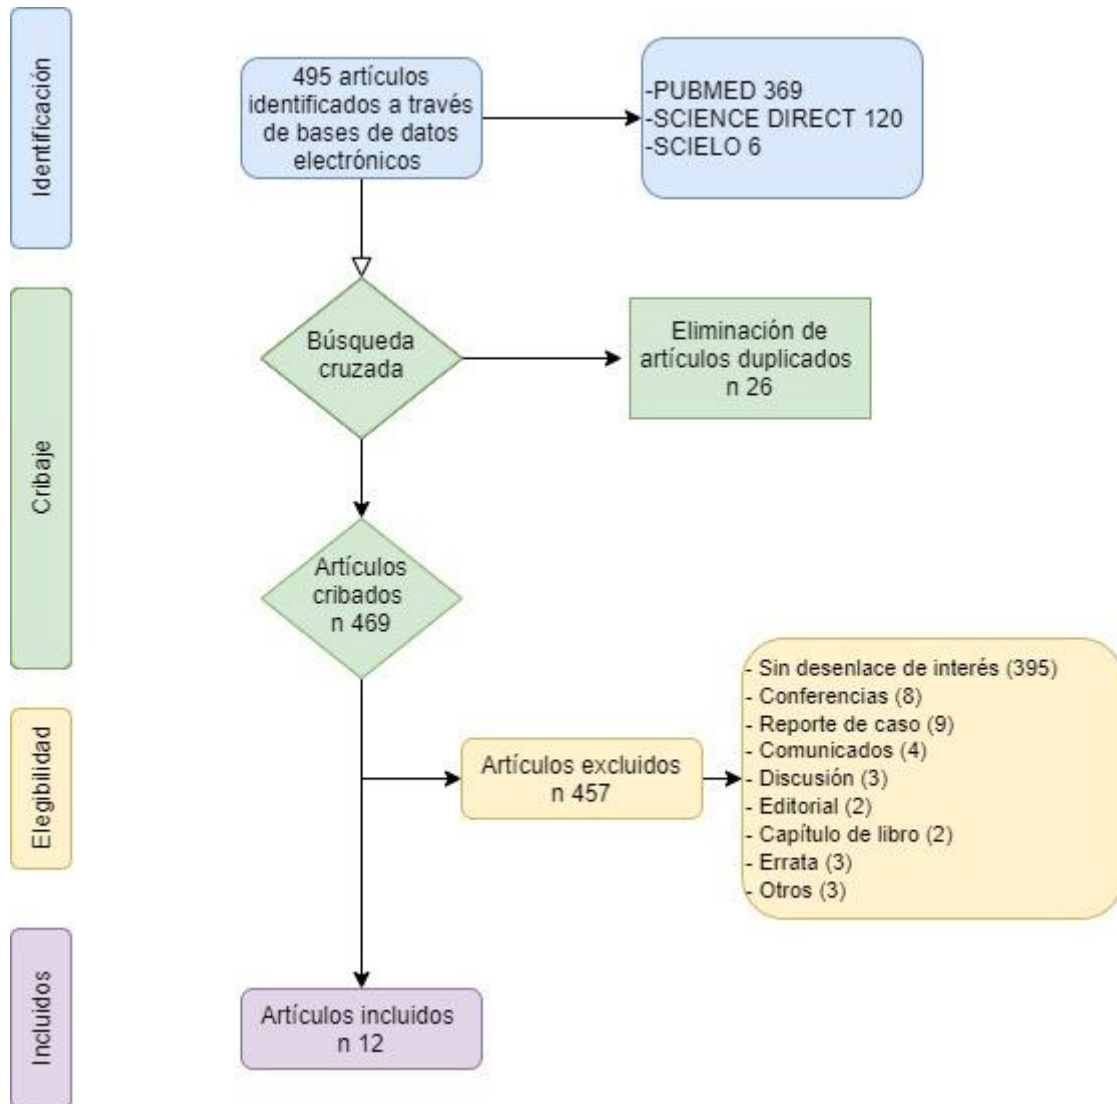 Identificación
495 artículos
identificados a través
de bases de datos
electrónicos
-PUBMED 369
-SCIENCE DIRECT 120
-SCIELO 6
Cribaje
Búsqueda
cruzada
Eliminación de
artículos duplicados
n 26
Artículos
cribados
n 469
Elegibilidad
Artículos excluidos
n 457
- Sin desenlace de interés (395)
- Conferencias (8)
- Reporte de caso (9)
- Comunicados (4)
- Discusión (3)
- Editorial (2)
- Capítulo de libro (2)
- Errata (3)
- Otros (3)
Incluidos
Artículos incluidos
n 12